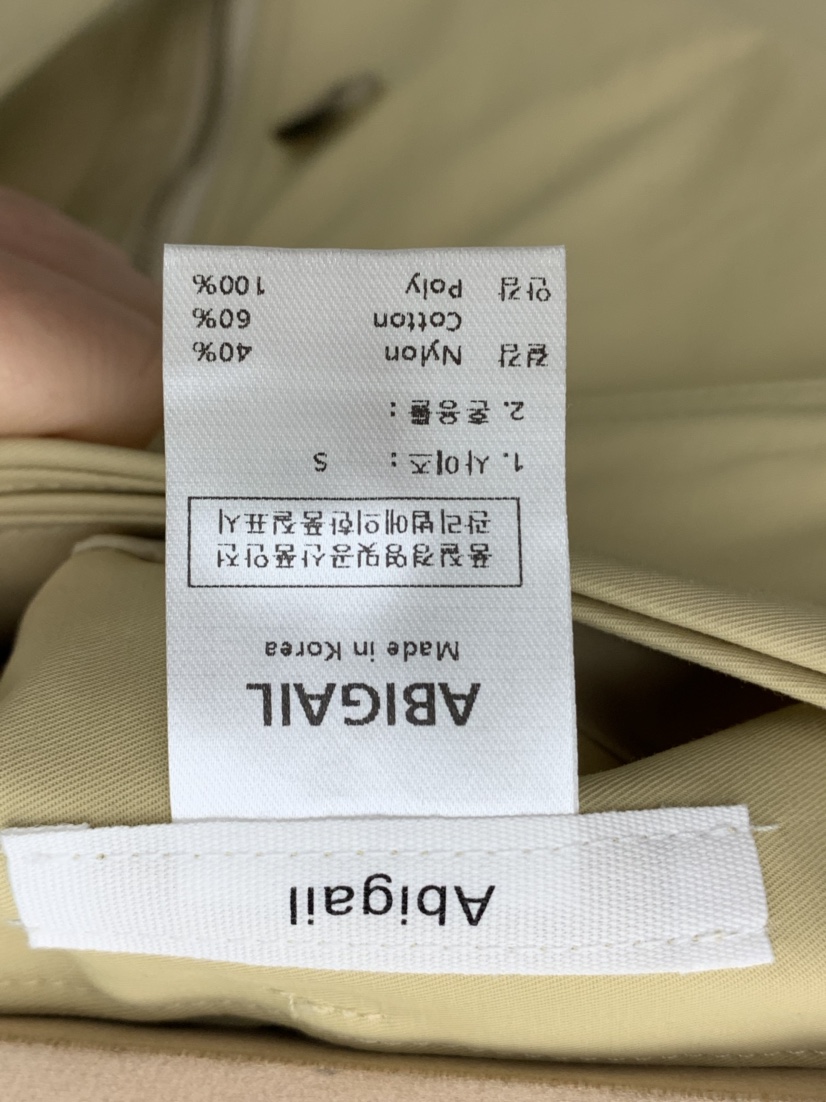 Abigail
ABIGAIL
Made in Korea
품질경영및공산품안전
관리법에의한품질표시
1. 사이즈 : S
2. 혼용률 :
겉감 Nylon 40%
Cotton 60%
안감 Poly 100%